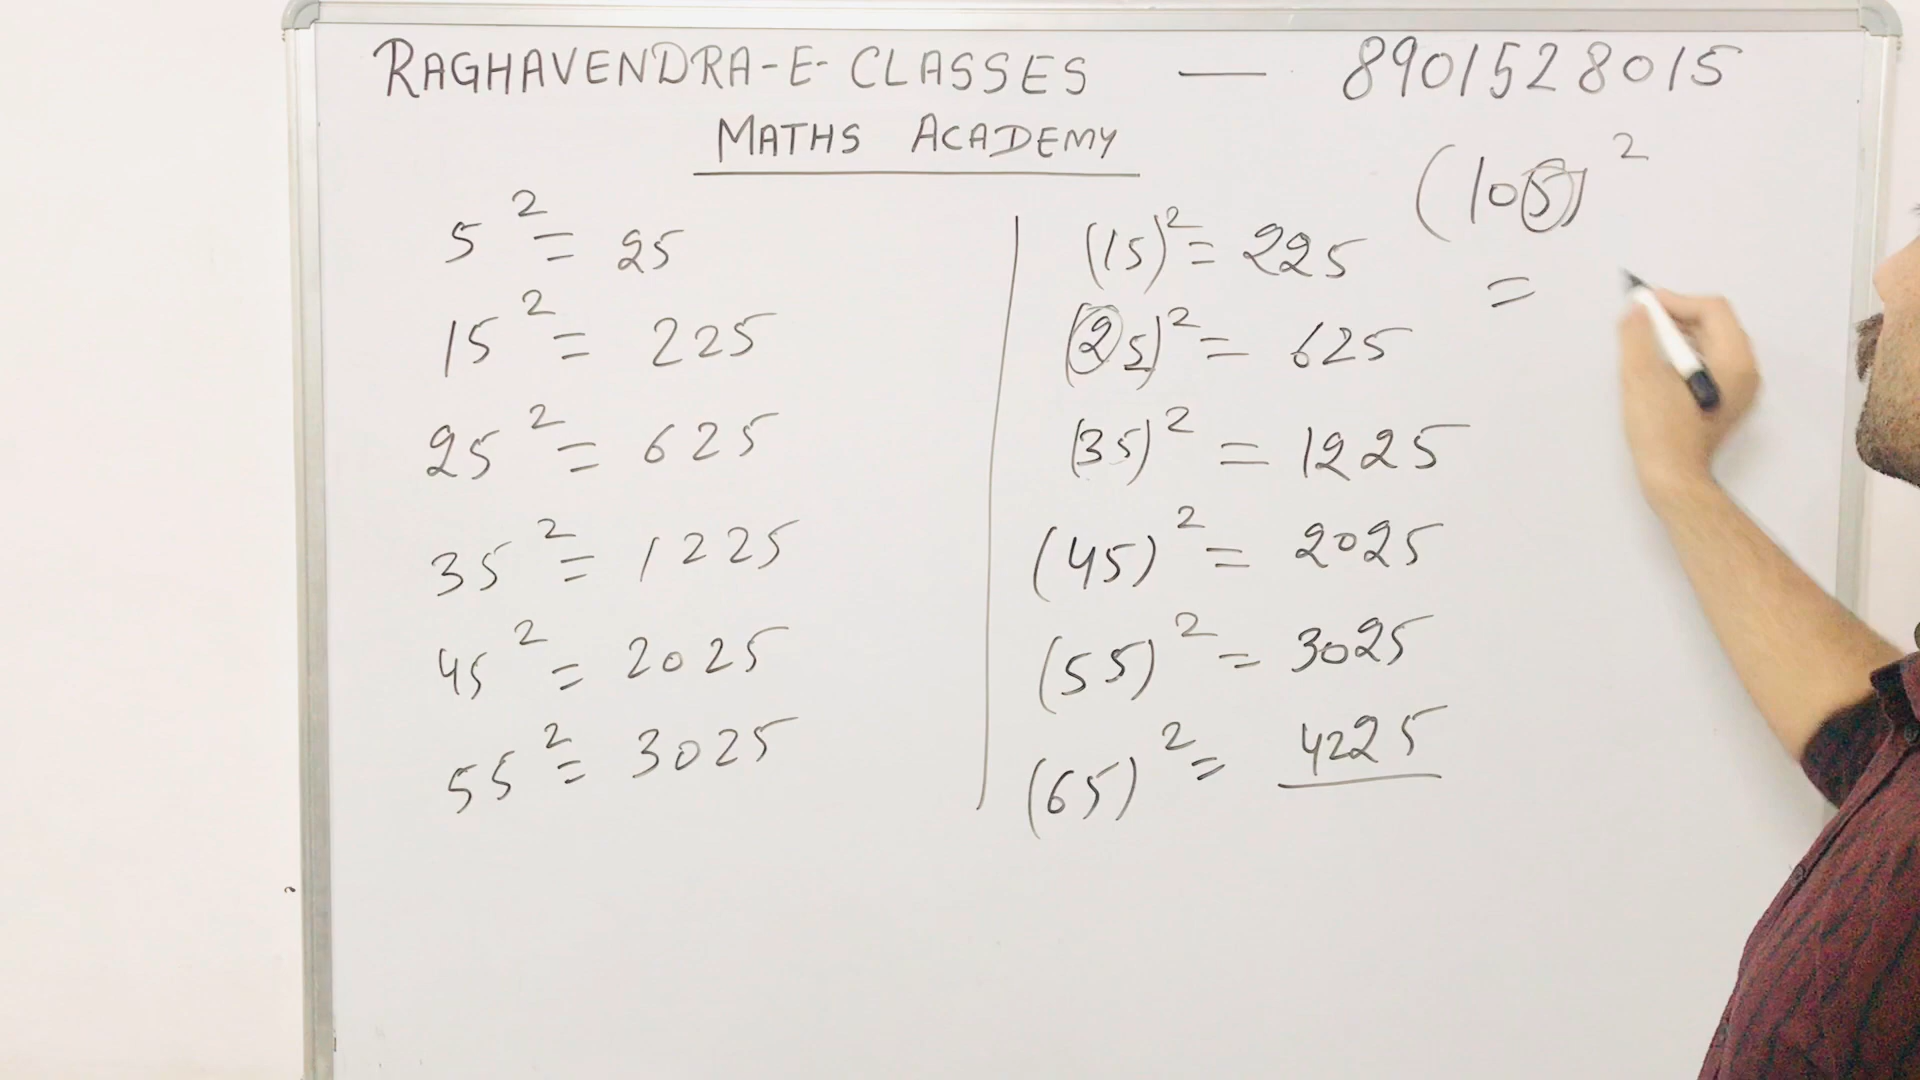 RAGHAVENDRA-E-CLASSES — 8901528015
MATHS ACADEMY
5² = 25
15² = 225
25² = 625
35² = 1225
45² = 2025
55² = 3025
(15)² = 225
(25)² = 625
(35)² = 1225
(45)² = 2025
(55)² = 3025
(65)² = 4225
(105)²
=